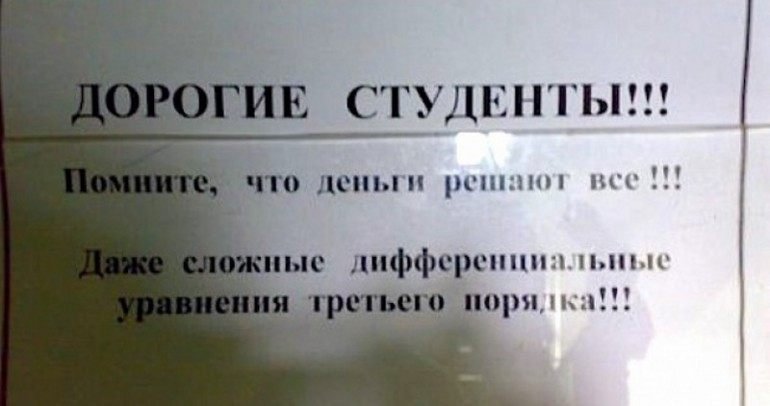 ДОРОГИЕ СТУДЕНТЫ!!!
Помните, что деньги решают все !!!
Даже сложные дифференциальные
уравнения третьего порядка!!!